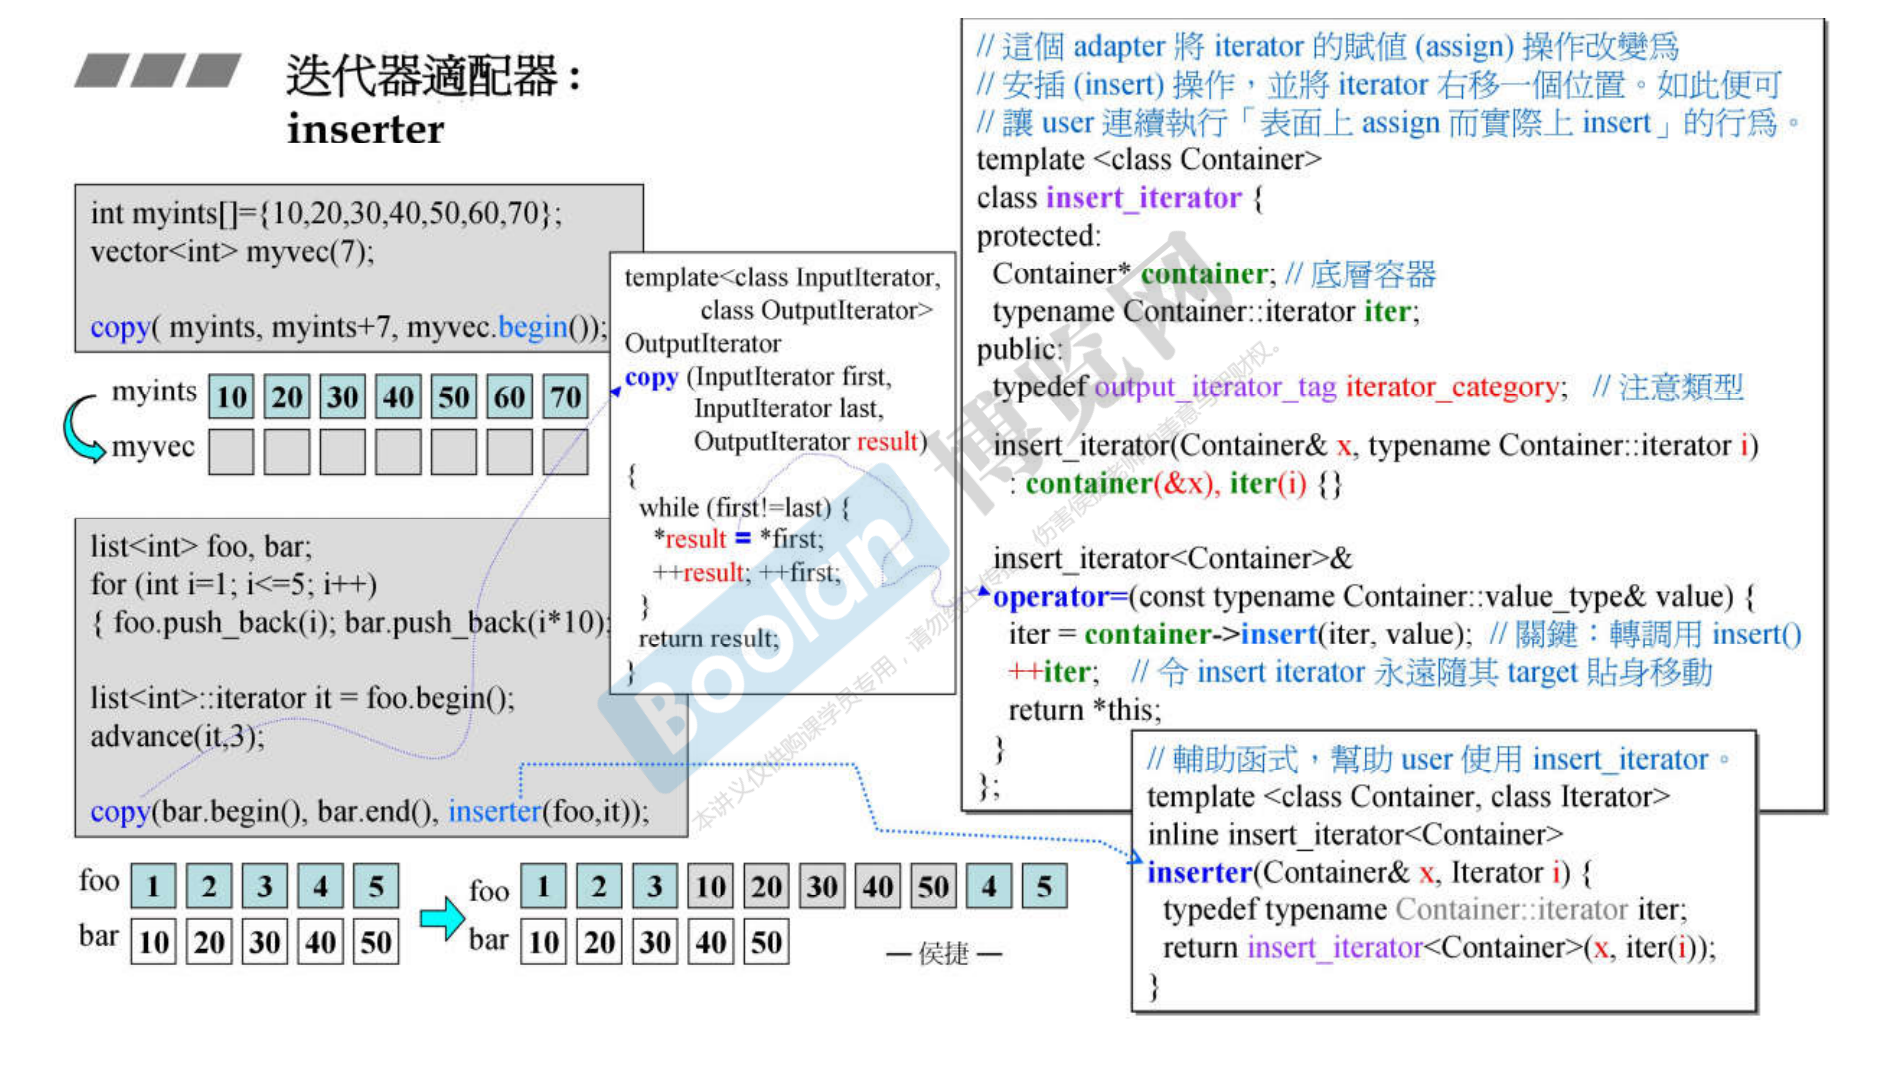 迭代器適配器：
inserter
int myints[]={10,20,30,40,50,60,70};
vector<int> myvec(7);
copy( myints, myints+7, myvec.begin());
myints 10 20 30 40 50 60 70
myvec
list<int> foo, bar;
for (int i=1; i<=5; i++)
{ foo.push_back(i); bar.push_back(i*10);
list<int>::iterator it = foo.begin();
advance(it,3);
copy(bar.begin(), bar.end(), inserter(foo,it));
foo 1 2 3 4 5
bar 10 20 30 40 50
foo 1 2 3 10 20 30 40 50 4 5
bar 10 20 30 40 50
— 侯捷 —
template<class InputIterator,
class OutputIterator>
OutputIterator
copy (InputIterator first,
InputIterator last,
OutputIterator result)
{
while (first!=last) {
*result = *first;
++result; ++first;
}
return result;
}
// 這個 adapter 將 iterator 的賦值 (assign) 操作改變爲
// 安插 (insert) 操作，並將 iterator 右移一個位置。如此便可
// 讓 user 連續執行「表面上 assign 而實際上 insert」的行爲。
template <class Container>
class insert_iterator {
protected:
Container* container; // 底層容器
typename Container::iterator iter;
public:
typedef output_iterator_tag iterator_category; // 注意類型
insert_iterator(Container& x, typename Container::iterator i)
: container(&x), iter(i) {}
insert_iterator<Container>&
operator=(const typename Container::value_type& value) {
iter = container->insert(iter, value); // 關鍵：轉調用 insert()
++iter; // 令 insert iterator 永遠隨其 target 貼身移動
return *this;
}
};
// 輔助函式，幫助 user 使用 insert_iterator。
template <class Container, class Iterator>
inline insert_iterator<Container>
inserter(Container& x, Iterator i) {
typedef typename Container::iterator iter;
return insert_iterator<Container>(x, iter(i));
}
Boolan 博览网
本讲义仅供购课学员专用，请勿